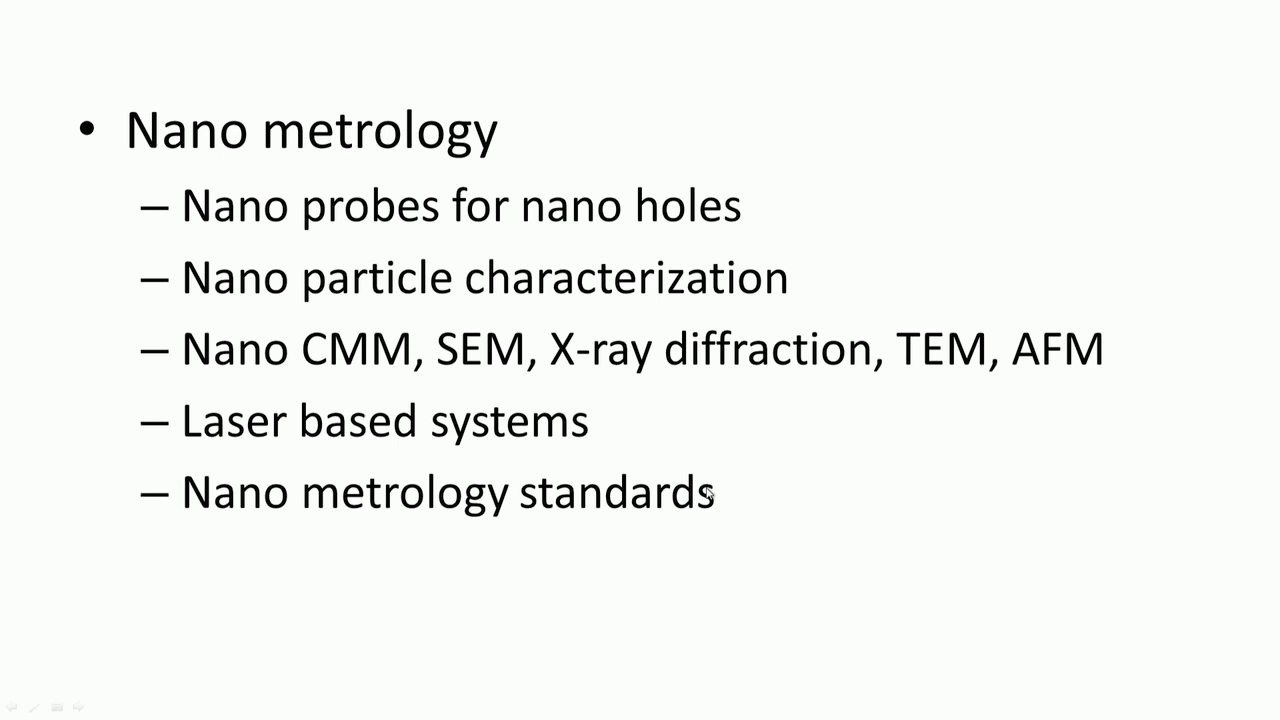 • Nano metrology
– Nano probes for nano holes
– Nano particle characterization
– Nano CMM, SEM, X-ray diffraction, TEM, AFM
– Laser based systems
– Nano metrology standards